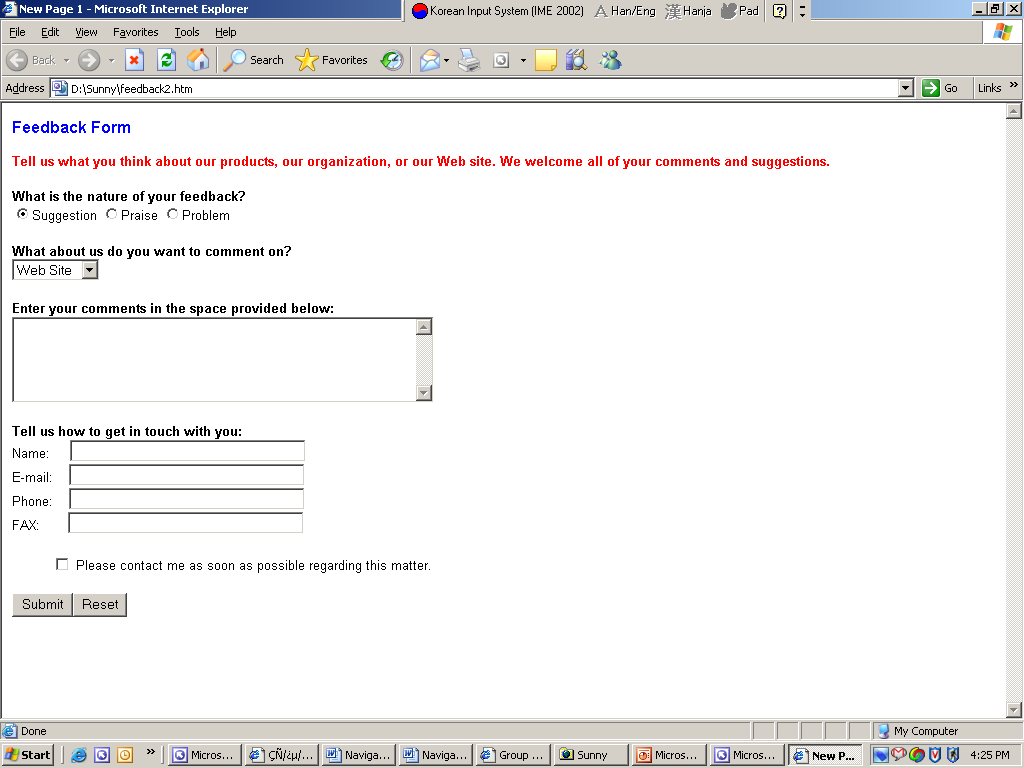 New Page 1 - Microsoft Internet Explorer
Korean Input System (IME 2002) A Han/Eng 漢 Hanja Pad
File Edit View Favorites Tools Help
Back Search Favorites
Address D:\Sunny\feedback2.htm Go Links »
Feedback Form
Tell us what you think about our products, our organization, or our Web site. We welcome all of your comments and suggestions.
What is the nature of your feedback?
Suggestion Praise Problem
What about us do you want to comment on?
Web Site
Enter your comments in the space provided below:
Tell us how to get in touch with you:
Name:
E-mail:
Phone:
FAX:
Please contact me as soon as possible regarding this matter.
Submit Reset
Done My Computer
Start » Micros... ÇÑ/¿µ/... Naviga... Naviga... Group ... Sunny Micros... Micros... New P... 4:25 PM